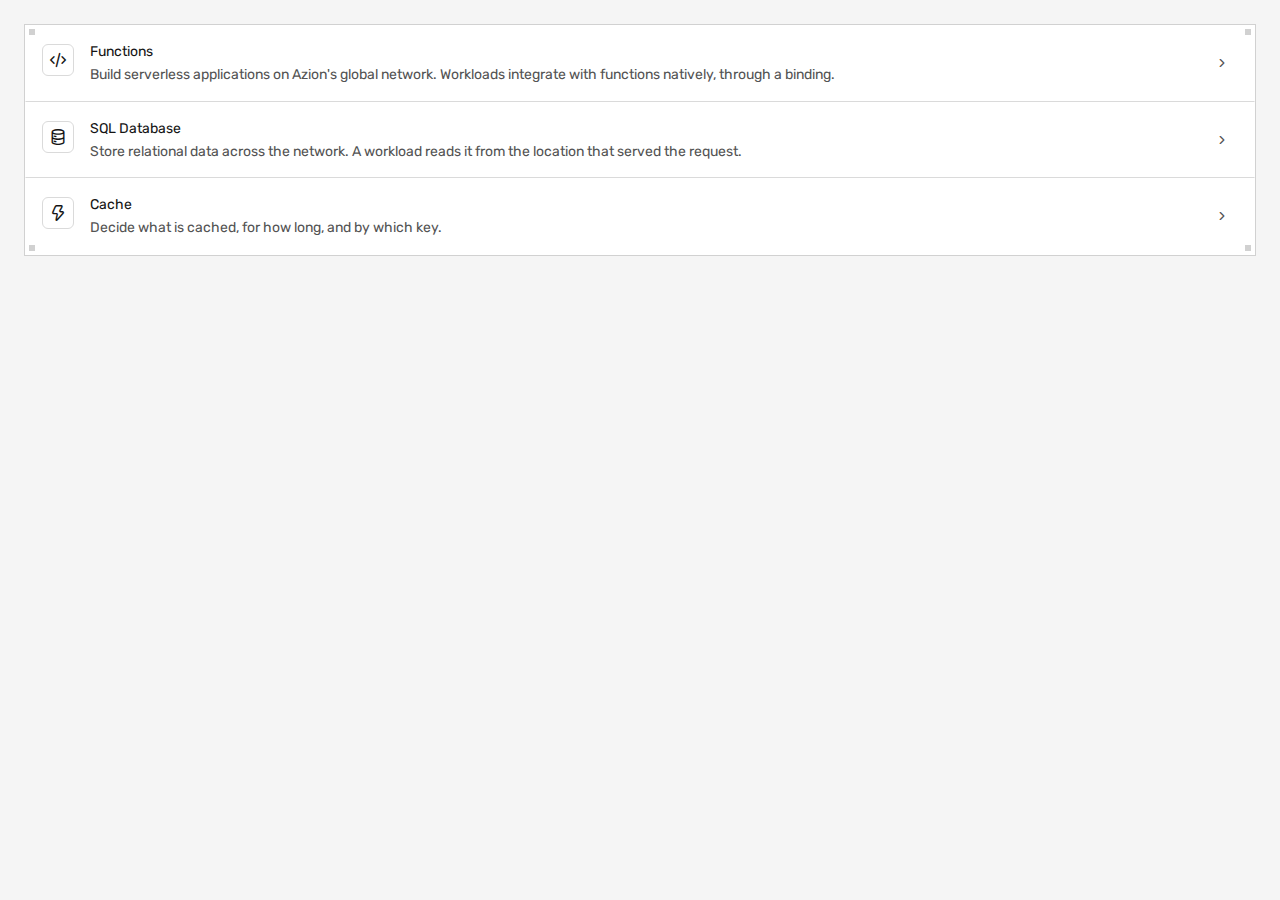 Functions
Build serverless applications on Azion's global network. Workloads integrate with functions natively, through a binding.
SQL Database
Store relational data across the network. A workload reads it from the location that served the request.
Cache
Decide what is cached, for how long, and by which key.